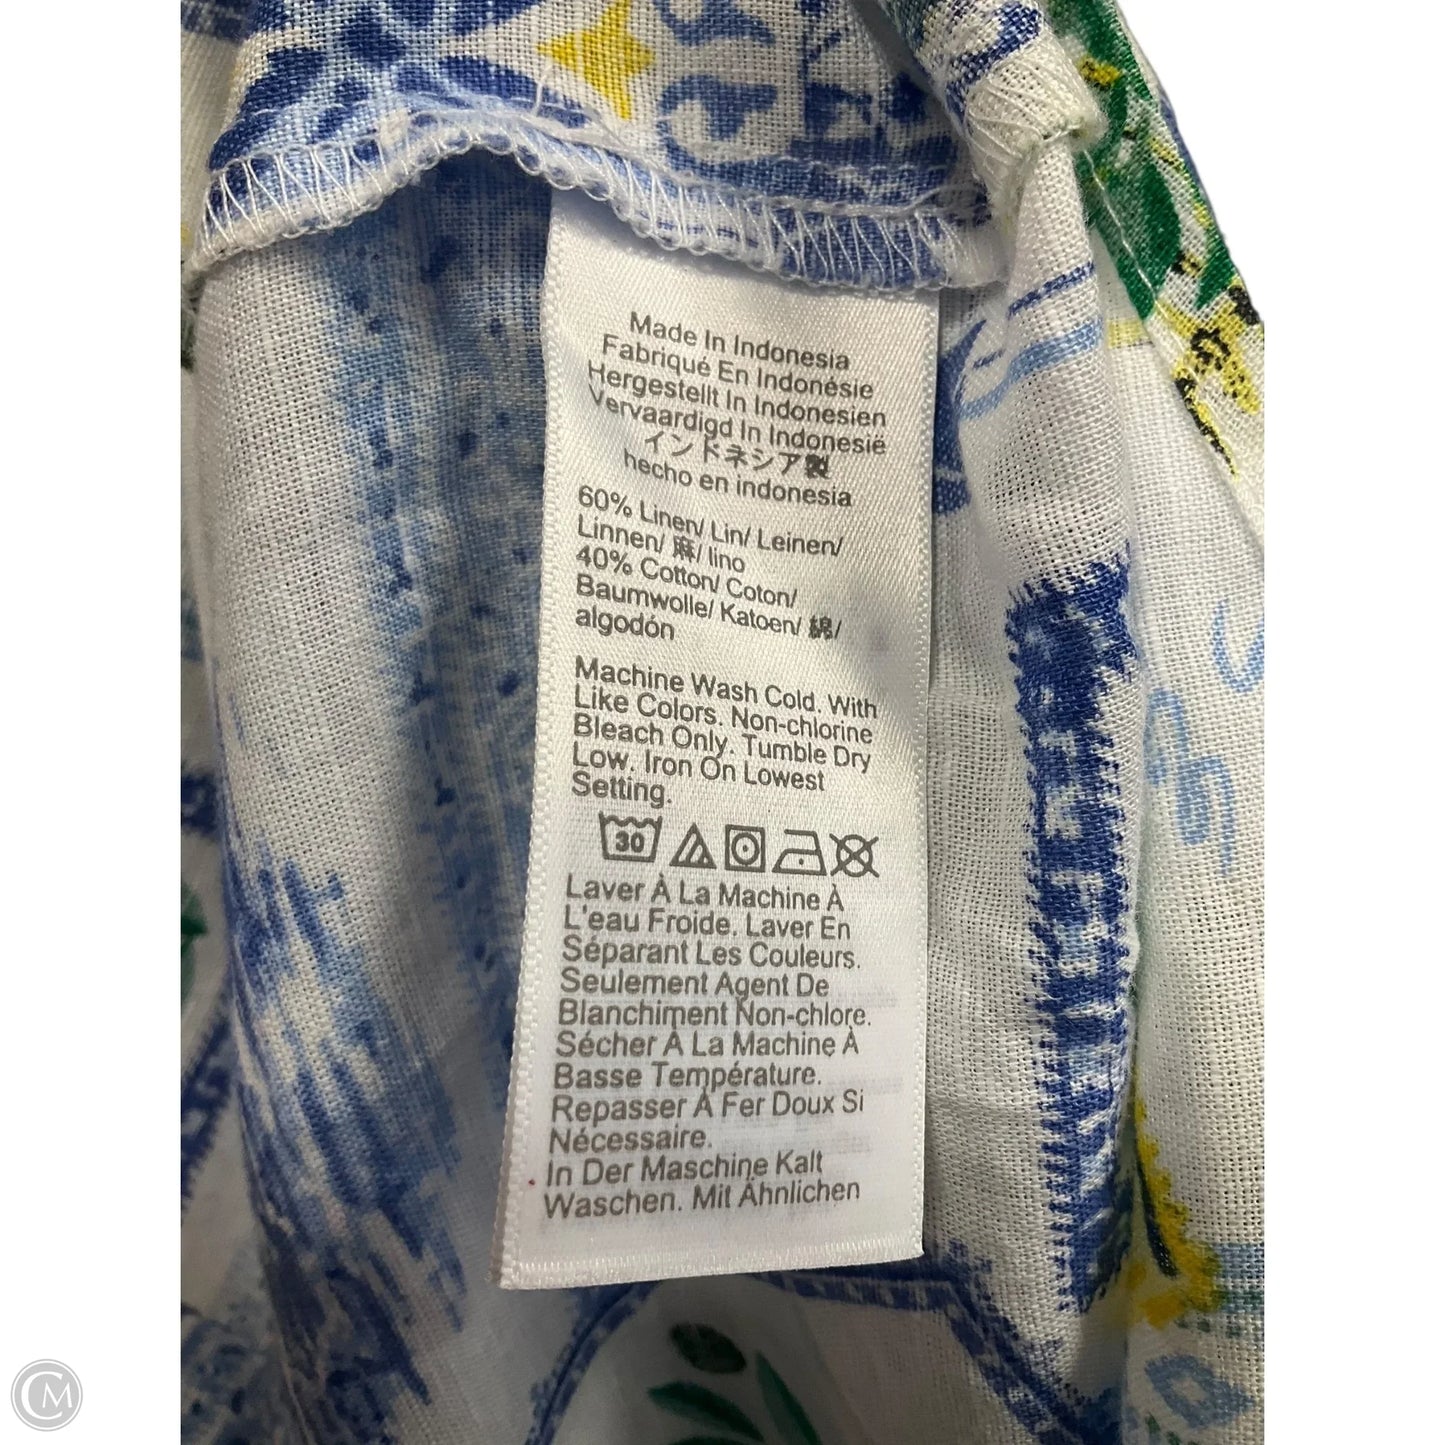 Made In Indonesia
Fabriqué En Indonésie
Hergestellt In Indonesien
Vervaardigd In Indonesië
インドネシア製
hecho en indonesia
60% Linen/ Lin/ Leinen/
Linnen/ 麻/ lino
40% Cotton/ Coton/
Baumwolle/ Katoen/ 綿/
algodón
Machine Wash Cold. With
Like Colors. Non-chlorine
Bleach Only. Tumble Dry
Low. Iron On Lowest
Setting.
30
Laver À La Machine À
L'eau Froide. Laver En
Séparant Les Couleurs.
Seulement Agent De
Blanchiment Non-chlore.
Sécher À La Machine À
Basse Température.
Repasser À Fer Doux Si
Nécessaire.
In Der Maschine Kalt
Waschen. Mit Ähnlichen
CM